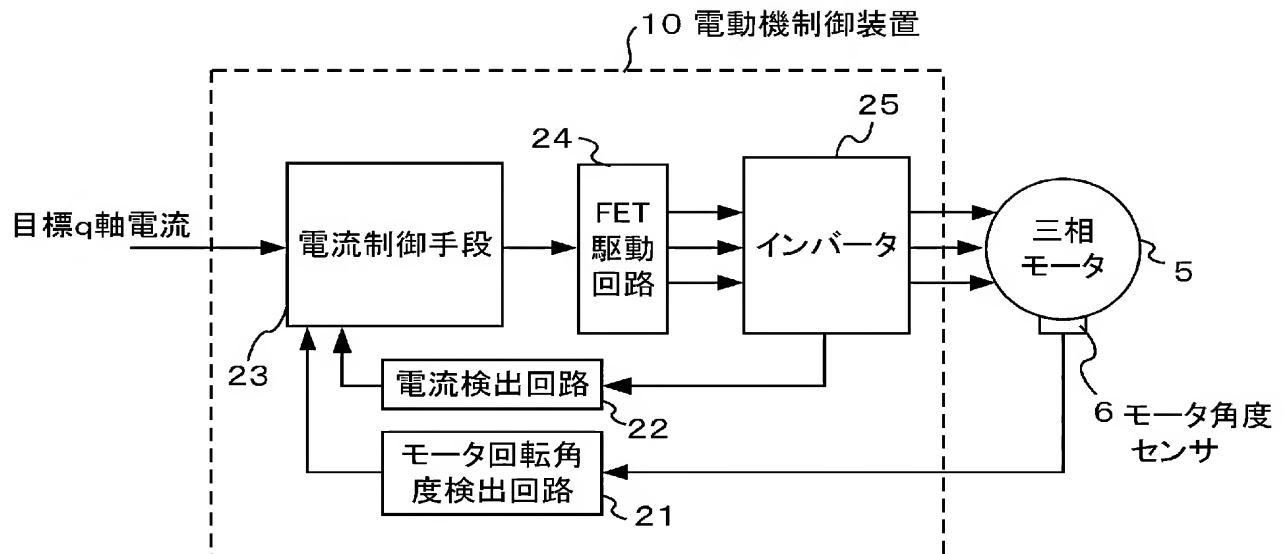 10 電動機制御装置
25
24
目標q軸電流
電流制御手段
FET
駆動
回路
インバータ
三相
モータ
5
23
電流検出回路
22
6 モータ角度
センサ
モータ回転角
度検出回路
21